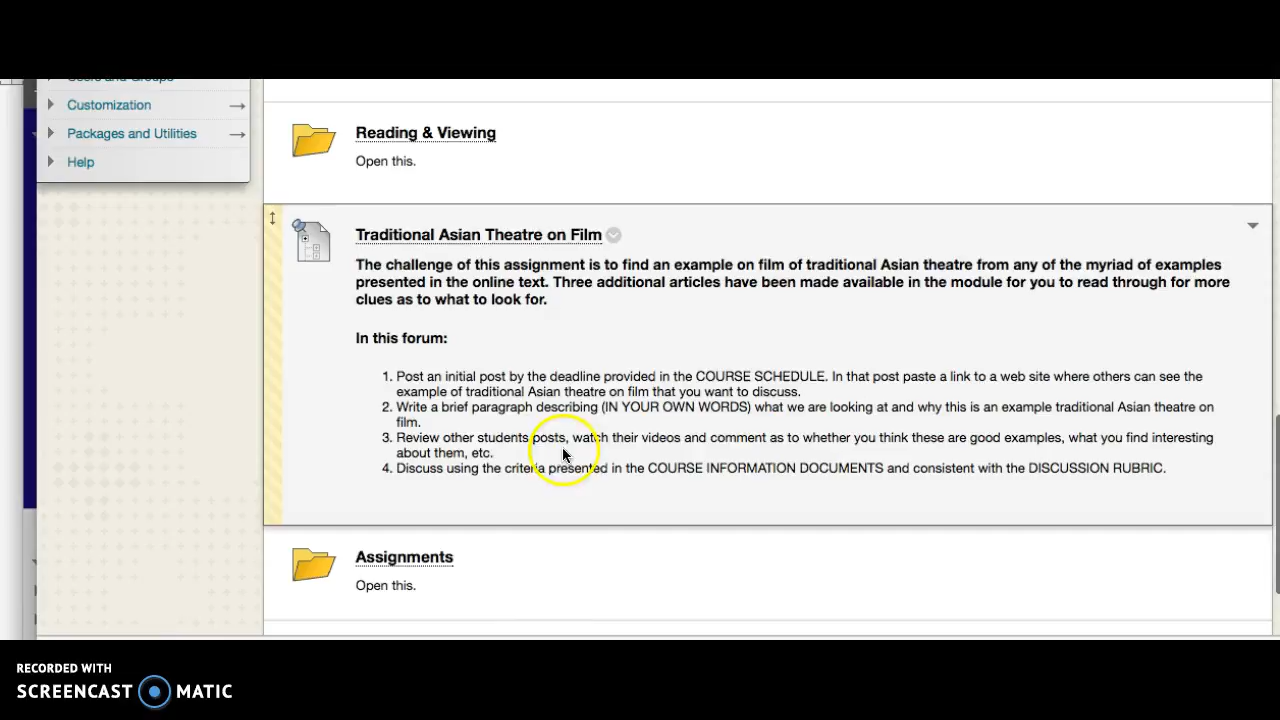 Users and Groups
Customization
Packages and Utilities
Help
Reading & Viewing
Open this.
Traditional Asian Theatre on Film
The challenge of this assignment is to find an example on film of traditional Asian theatre from any of the myriad of examples
presented in the online text. Three additional articles have been made available in the module for you to read through for more
clues as to what to look for.
In this forum:
1. Post an initial post by the deadline provided in the COURSE SCHEDULE. In that post paste a link to a web site where others can see the
example of traditional Asian theatre on film that you want to discuss.
2. Write a brief paragraph describing (IN YOUR OWN WORDS) what we are looking at and why this is an example traditional Asian theatre on
film.
3. Review other students posts, watch their videos and comment as to whether you think these are good examples, what you find interesting
about them, etc.
4. Discuss using the criteria presented in the COURSE INFORMATION DOCUMENTS and consistent with the DISCUSSION RUBRIC.
Assignments
Open this.
RECORDED WITH
SCREENCAST MATIC